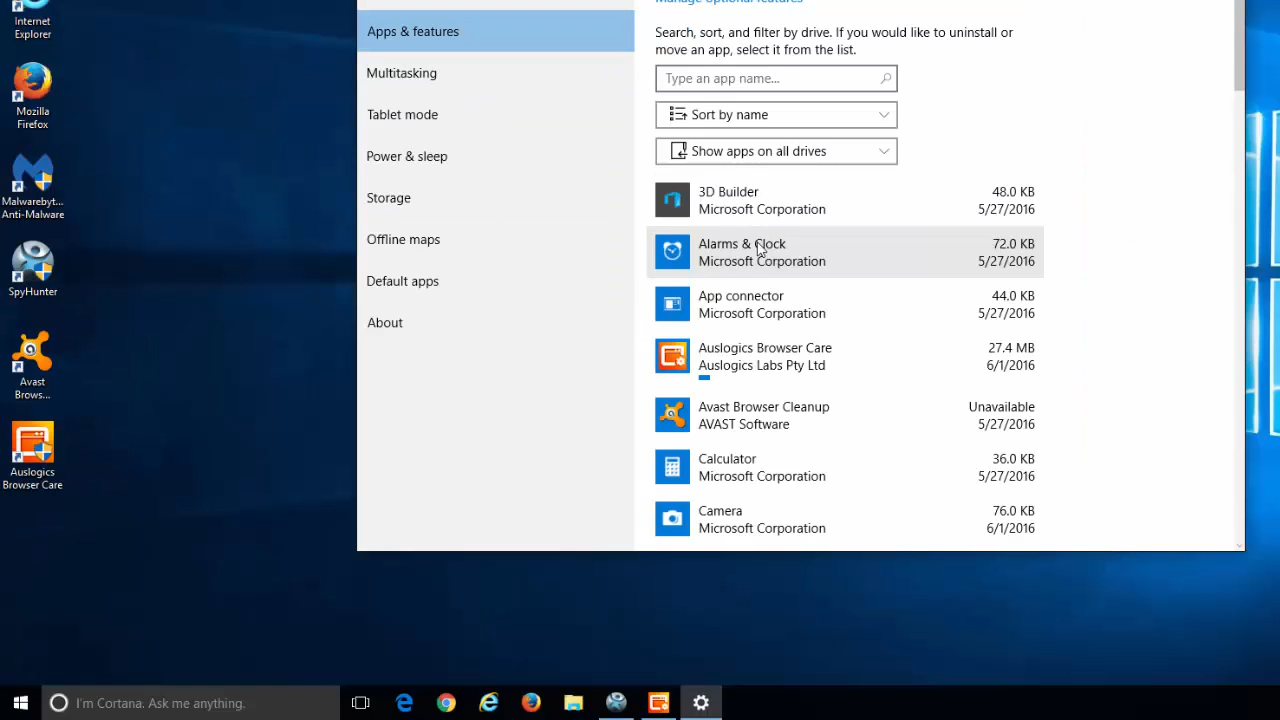 Internet
Explorer
Mozilla
Firefox
Malwarebyt...
Anti-Malware
SpyHunter
Avast
Brows...
Auslogics
Browser Care
Apps & features
Multitasking
Tablet mode
Power & sleep
Storage
Offline maps
Default apps
About
Manage optional features
Search, sort, and filter by drive. If you would like to uninstall or
move an app, select it from the list.
Type an app name...
Sort by name
Show apps on all drives
3D Builder 48.0 KB
Microsoft Corporation 5/27/2016
Alarms & Clock 72.0 KB
Microsoft Corporation 5/27/2016
App connector 44.0 KB
Microsoft Corporation 5/27/2016
Auslogics Browser Care 27.4 MB
Auslogics Labs Pty Ltd 6/1/2016
Avast Browser Cleanup Unavailable
AVAST Software 5/27/2016
Calculator 36.0 KB
Microsoft Corporation 5/27/2016
Camera 76.0 KB
Microsoft Corporation 6/1/2016
I'm Cortana. Ask me anything.